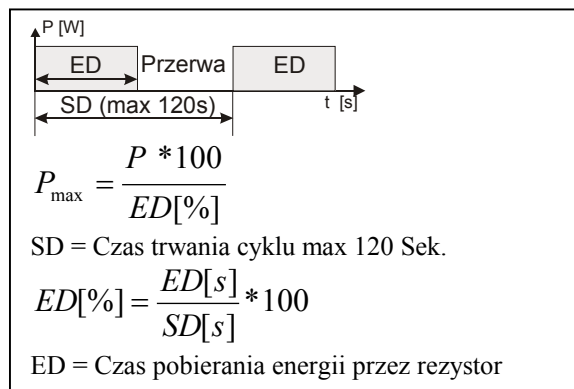 P [W]
ED Przerwa ED
SD (max 120s) t [s]
P max = P *100 / ED[%]
SD = Czas trwania cyklu max 120 Sek.
ED[%] = ED[s] / SD[s] *100
ED = Czas pobierania energii przez rezystor